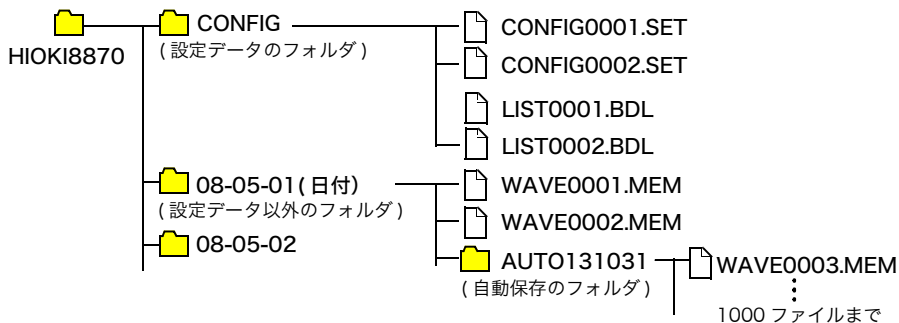 HIOKI8870
CONFIG
( 設定データのフォルダ )
CONFIG0001.SET
CONFIG0002.SET
LIST0001.BDL
LIST0002.BDL
08-05-01( 日付）
( 設定データ以外のフォルダ )
WAVE0001.MEM
WAVE0002.MEM
08-05-02
AUTO131031
( 自動保存のフォルダ )
WAVE0003.MEM
1000 ファイルまで